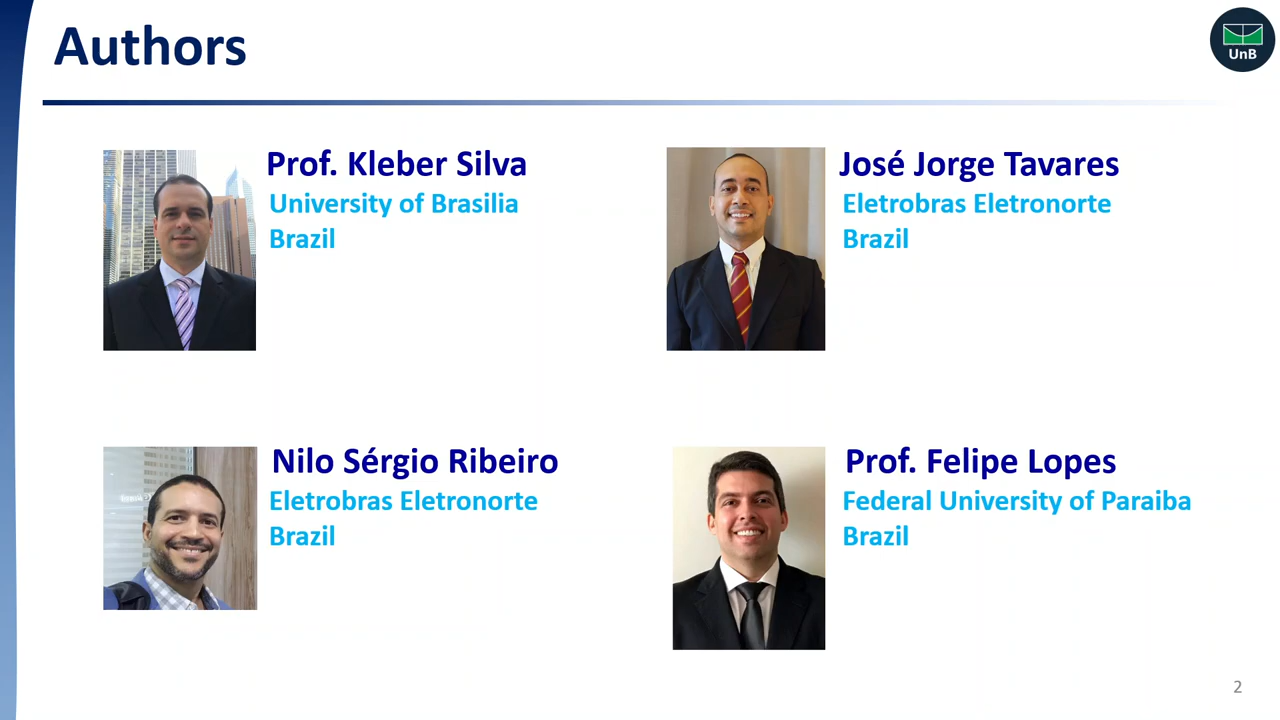 Authors
UnB
Prof. Kleber Silva
University of Brasilia
Brazil
José Jorge Tavares
Eletrobras Eletronorte
Brazil
Nilo Sérgio Ribeiro
Eletrobras Eletronorte
Brazil
Prof. Felipe Lopes
Federal University of Paraiba
Brazil
2